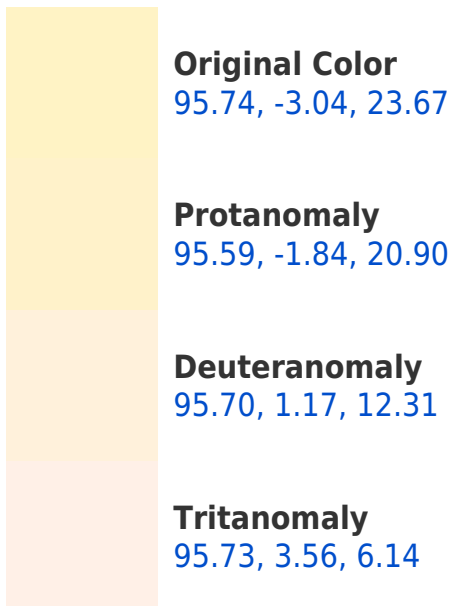 Original Color
95.74, -3.04, 23.67
Protanomaly
95.59, -1.84, 20.90
Deuteranomaly
95.70, 1.17, 12.31
Tritanomaly
95.73, 3.56, 6.14